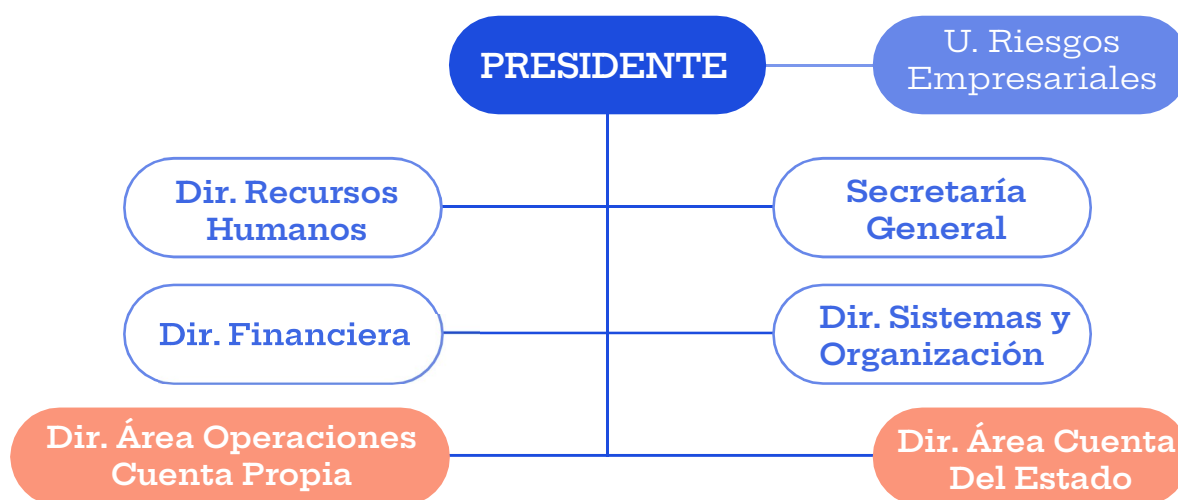 PRESIDENTE
U. Riesgos
Empresariales
Dir. Recursos
Humanos
Secretaría
General
Dir. Financiera
Dir. Sistemas y
Organización
Dir. Área Operaciones
Cuenta Propia
Dir. Área Cuenta
Del Estado